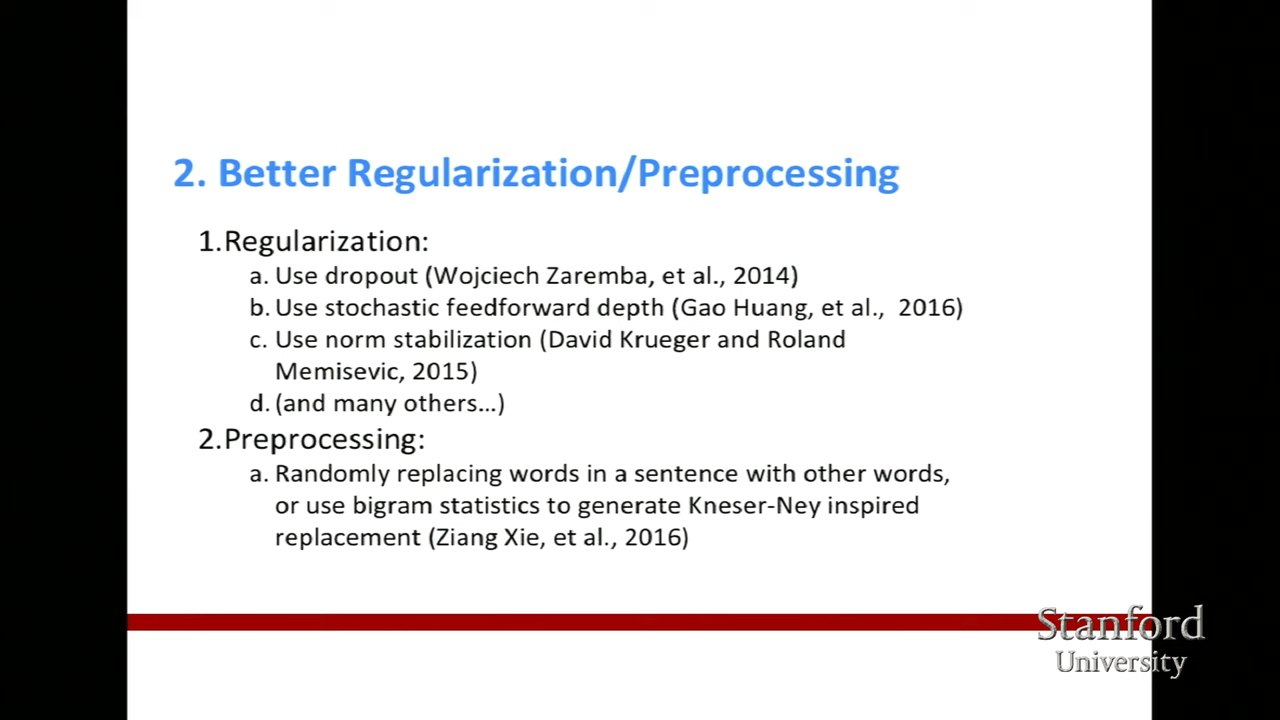 2. Better Regularization/Preprocessing
1.Regularization:
a. Use dropout (Wojciech Zaremba, et al., 2014)
b. Use stochastic feedforward depth (Gao Huang, et al.,  2016)
c. Use norm stabilization (David Krueger and Roland
Memisevic, 2015)
d. (and many others…)
2.Preprocessing:
a. Randomly replacing words in a sentence with other words,
or use bigram statistics to generate Kneser-Ney inspired
replacement (Ziang Xie, et al., 2016)
Stanford
University